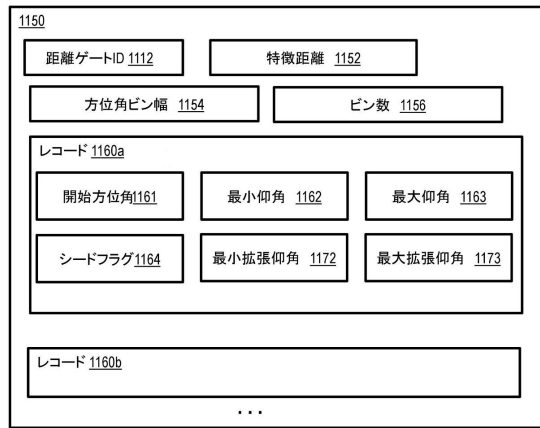 1150
距離ゲートID 1112
特徴距離 1152
方位角ビン幅 1154
ビン数 1156
レコード 1160a
開始方位角1161
最小仰角 1162
最大仰角 1163
シードフラグ1164
最小拡張仰角 1172
最大拡張仰角 1173
レコード 1160b
...